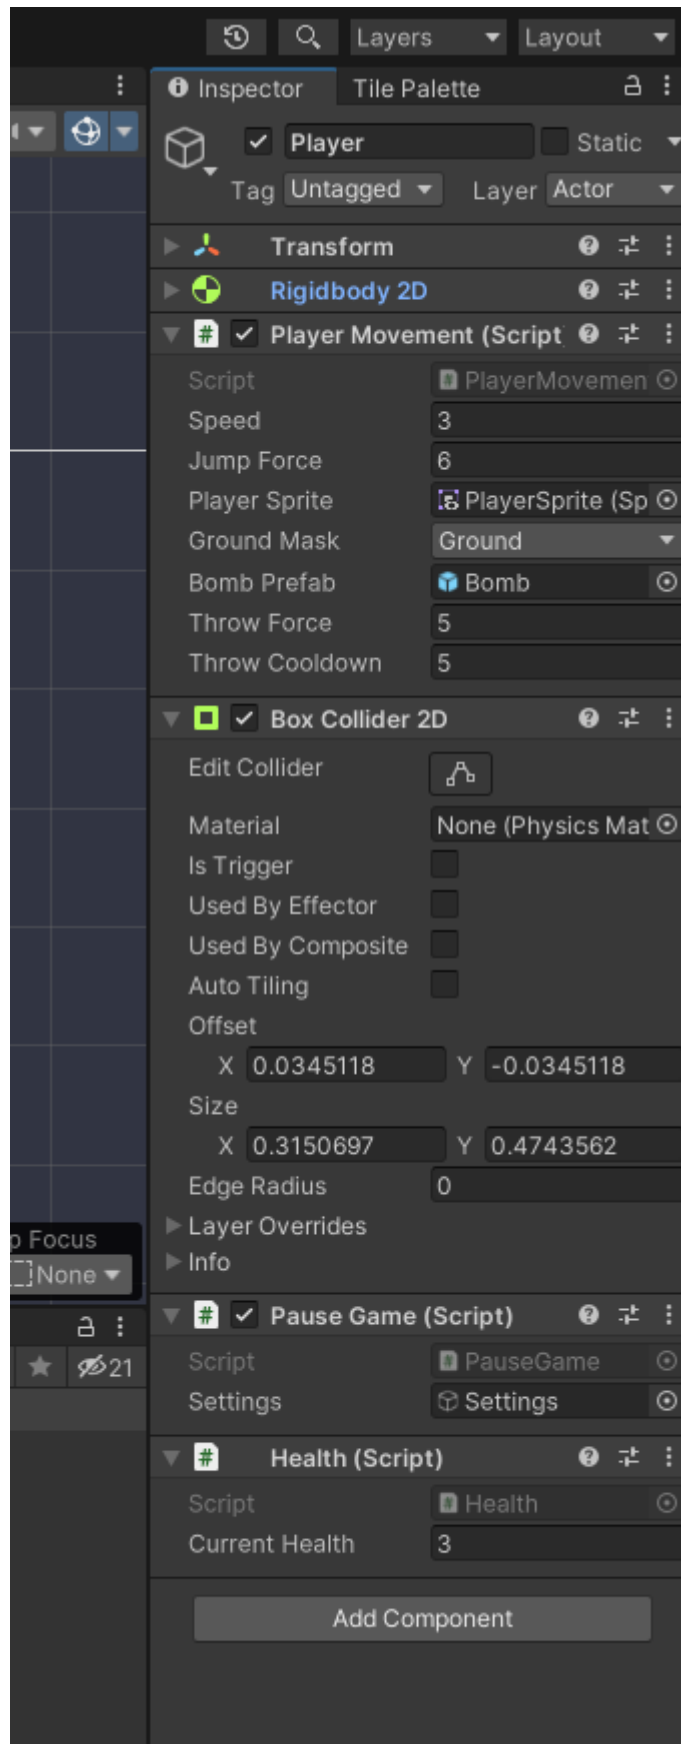 Layers Layout
Inspector Tile Palette
Player Static
Tag Untagged Layer Actor
Transform
Rigidbody 2D
# Player Movement (Script
Script # PlayerMovemen
Speed 3
Jump Force 6
Player Sprite PlayerSprite (Sp
Ground Mask Ground
Bomb Prefab Bomb
Throw Force 5
Throw Cooldown 5
Box Collider 2D
Edit Collider
Material None (Physics Mat
Is Trigger
Used By Effector
Used By Composite
Auto Tiling
Offset
X 0.0345118 Y -0.0345118
Size
X 0.3150697 Y 0.4743562
Edge Radius 0
Layer Overrides
Info
p Focus
None
21
# Pause Game (Script)
Script # PauseGame
Settings Settings
# Health (Script)
Script # Health
Current Health 3
Add Component